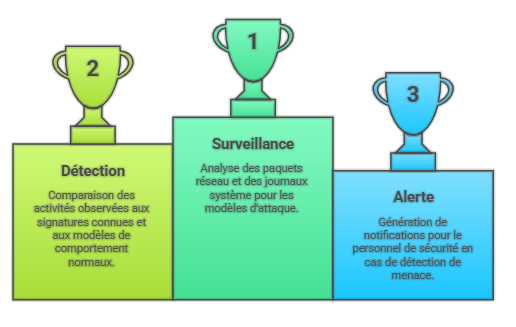 2
Détection
Comparaison des
activités observées aux
signatures connues et
aux modèles de
comportement
normaux.
1
Surveillance
Analyse des paquets
réseau et des journaux
système pour les
modèles d'attaque.
3
Alerte
Génération de
notifications pour le
personnel de sécurité en
cas de détection de
menace.